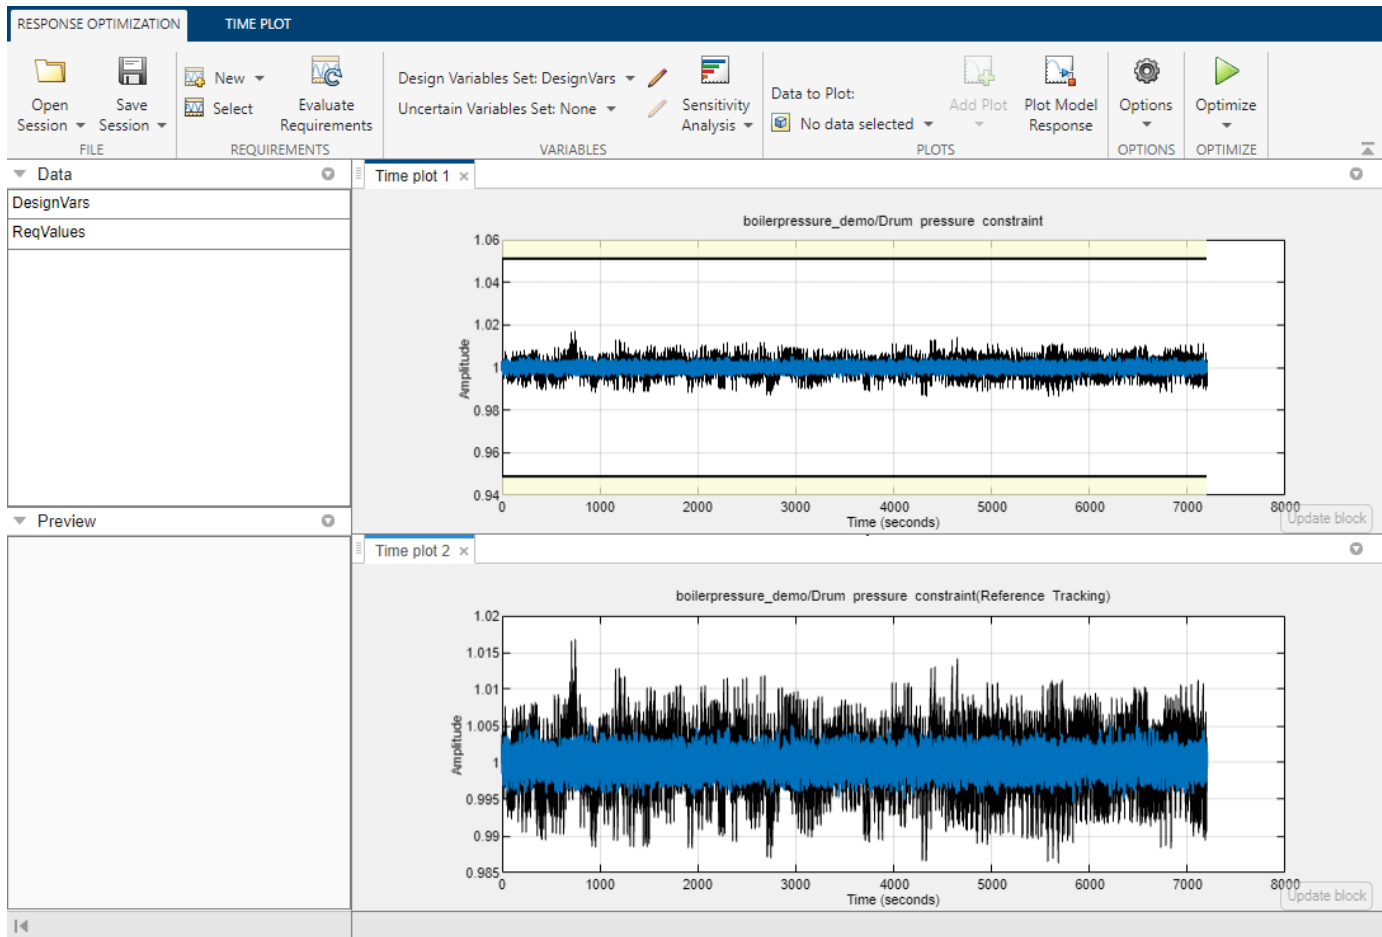 RESPONSE OPTIMIZATION
TIME PLOT
Open Session
Save Session
FILE
New
Select
Evaluate Requirements
REQUIREMENTS
Design Variables Set: DesignVars
Uncertain Variables Set: None
Sensitivity Analysis
VARIABLES
Data to Plot:
No data selected
Add Plot
Plot Model Response
PLOTS
Options
OPTIONS
Optimize
OPTIMIZE
Data
DesignVars
ReqValues
Preview
Time plot 1 ×
boilerpressure_demo/Drum pressure constraint
Amplitude
1.06
1.04
1.02
1
0.98
0.96
0.94
0 1000 2000 3000 4000 5000 6000 7000 8000
Time (seconds)
Update block
Time plot 2 ×
boilerpressure_demo/Drum pressure constraint(Reference Tracking)
Amplitude
1.02
1.015
1.01
1.005
1
0.995
0.99
0.985
0 1000 2000 3000 4000 5000 6000 7000 8000
Time (seconds)
Update block